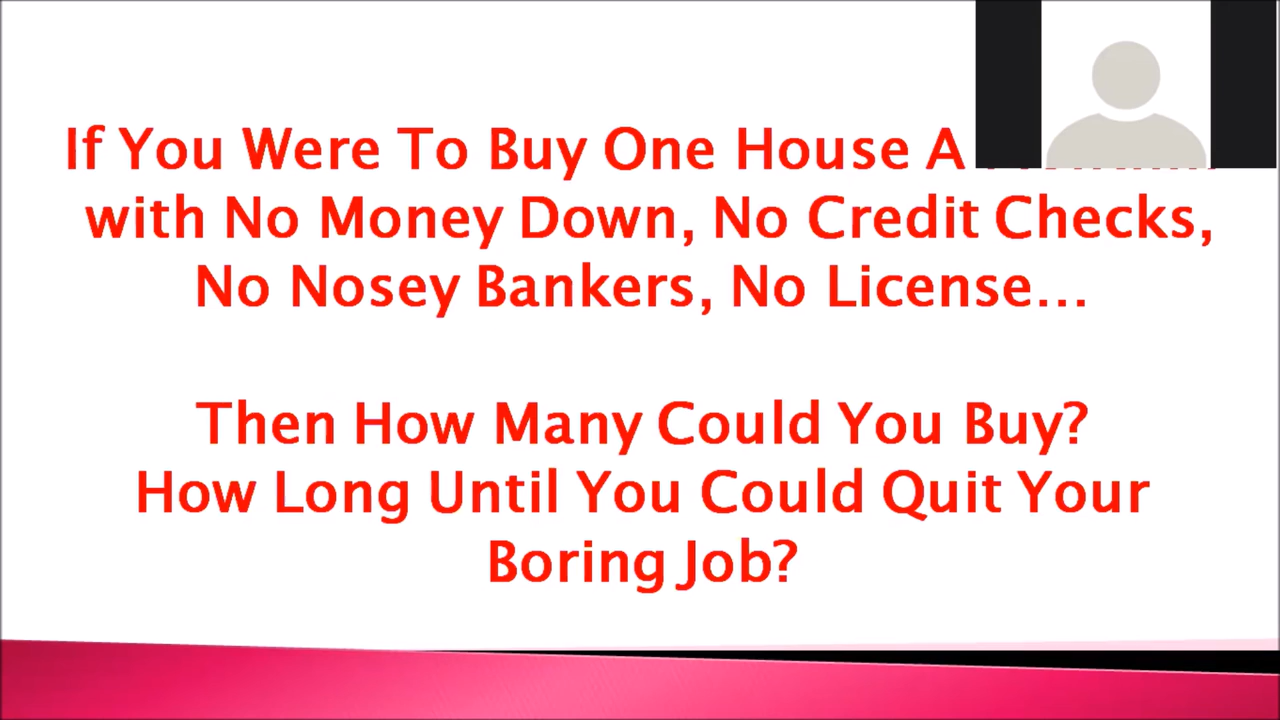 If You Were To Buy One House A
with No Money Down, No Credit Checks,
No Nosey Bankers, No License...
Then How Many Could You Buy?
How Long Until You Could Quit Your
Boring Job?